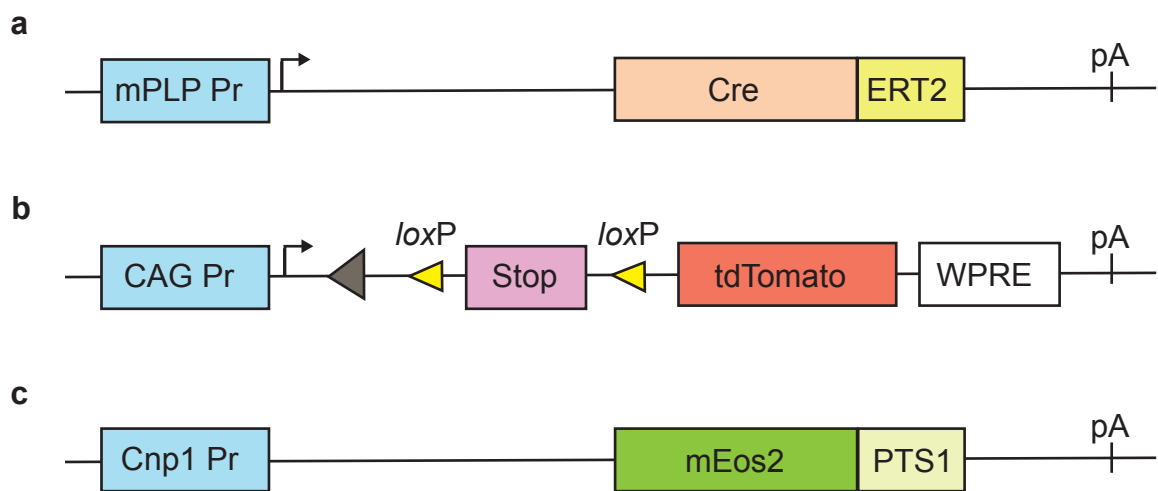 a
mPLP Pr
Cre
ERT2
pA
b
CAG Pr
loxP
Stop
loxP
tdTomato
WPRE
pA
c
Cnp1 Pr
mEos2
PTS1
pA